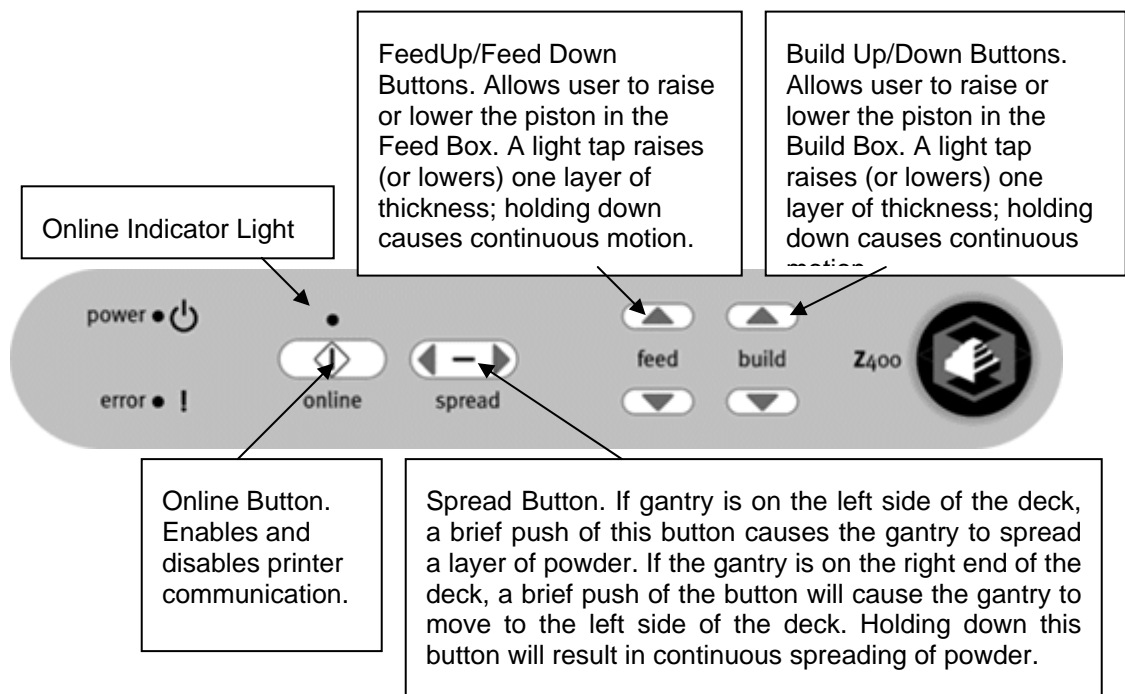 FeedUp/Feed Down
Buttons. Allows user to raise
or lower the piston in the
Feed Box. A light tap raises
(or lowers) one layer of
thickness; holding down
causes continuous motion.
Build Up/Down Buttons.
Allows user to raise or
lower the piston in the
Build Box. A light tap
raises (or lowers) one
layer of thickness; holding
down causes continuous
Online Indicator Light
power
error !
online
spread
feed
build
Z400
Online Button.
Enables and
disables printer
communication.
Spread Button. If gantry is on the left side of the deck,
a brief push of this button causes the gantry to spread
a layer of powder. If the gantry is on the right end of the
deck, a brief push of the button will cause the gantry to
move to the left side of the deck. Holding down this
button will result in continuous spreading of powder.